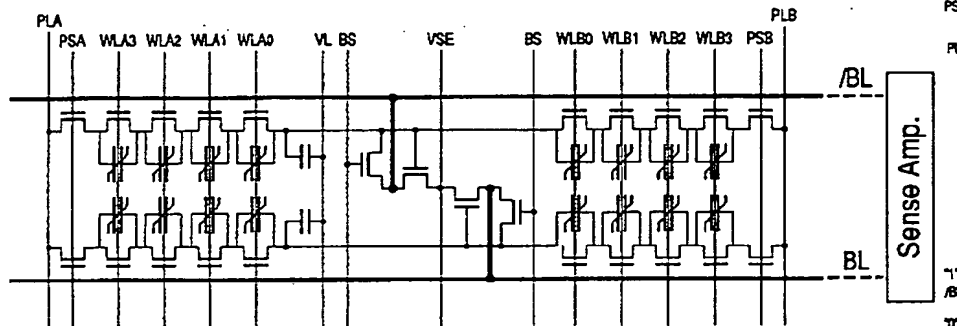 PLA PLB PS
PSA WLA3 WLA2 WLA1 WLA0 VL BS VSE BS WLB0 WLB1 WLB2 WLB3 PSB
/BL
Sense Amp.
BL